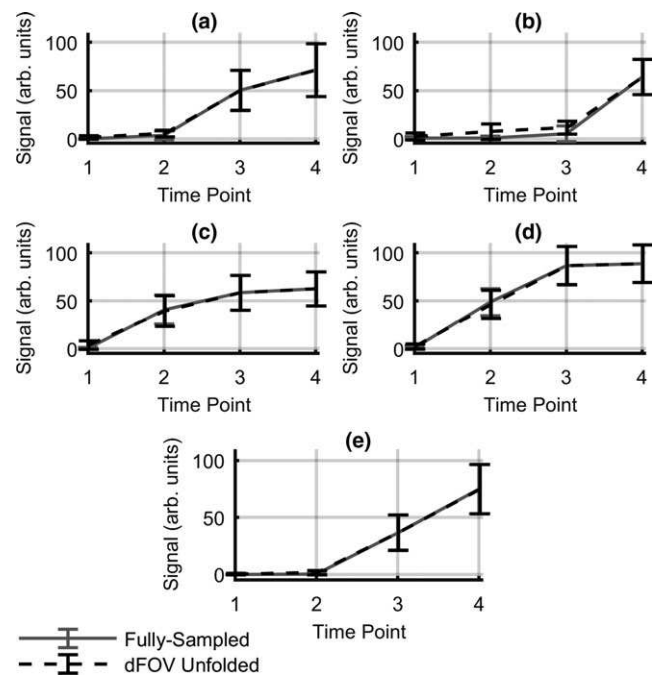 (a)
Signal (arb. units)
100
50
0
1 2 3 4
Time Point
(b)
Signal (arb. units)
100
50
0
1 2 3 4
Time Point
(c)
Signal (arb. units)
100
50
0
1 2 3 4
Time Point
(d)
Signal (arb. units)
100
50
0
1 2 3 4
Time Point
(e)
Signal (arb. units)
100
50
0
1 2 3 4
Time Point
Fully-Sampled
dFOV Unfolded